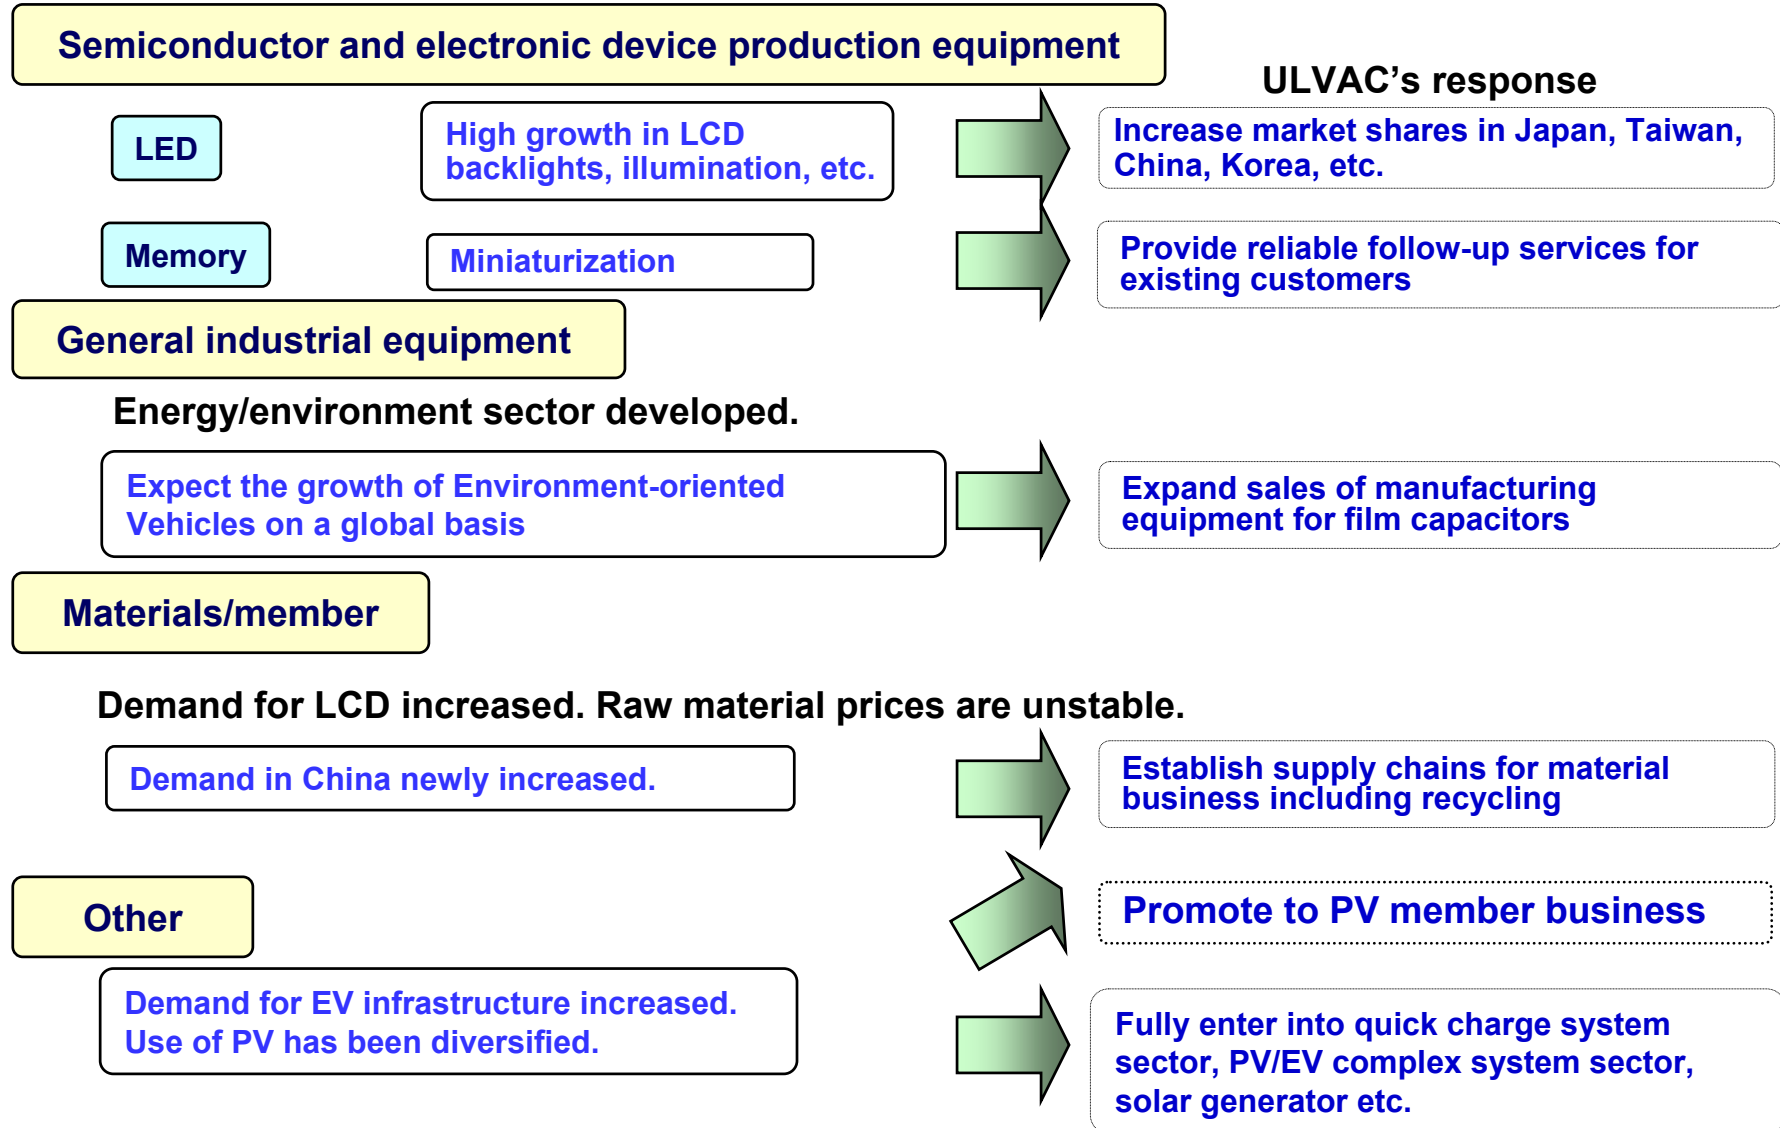 Semiconductor and electronic device production equipment
ULVAC’s response
LED
High growth in LCD
backlights, illumination, etc.
Increase market shares in Japan, Taiwan,
China, Korea, etc.
Memory
Miniaturization
Provide reliable follow-up services for
existing customers
General industrial equipment
Energy/environment sector developed.
Expect the growth of Environment-oriented
Vehicles on a global basis
Expand sales of manufacturing
equipment for film capacitors
Materials/member
Demand for LCD increased. Raw material prices are unstable.
Demand in China newly increased.
Establish supply chains for material
business including recycling
Other
Promote to PV member business
Demand for EV infrastructure increased.
Use of PV has been diversified.
Fully enter into quick charge system
sector, PV/EV complex system sector,
solar generator etc.